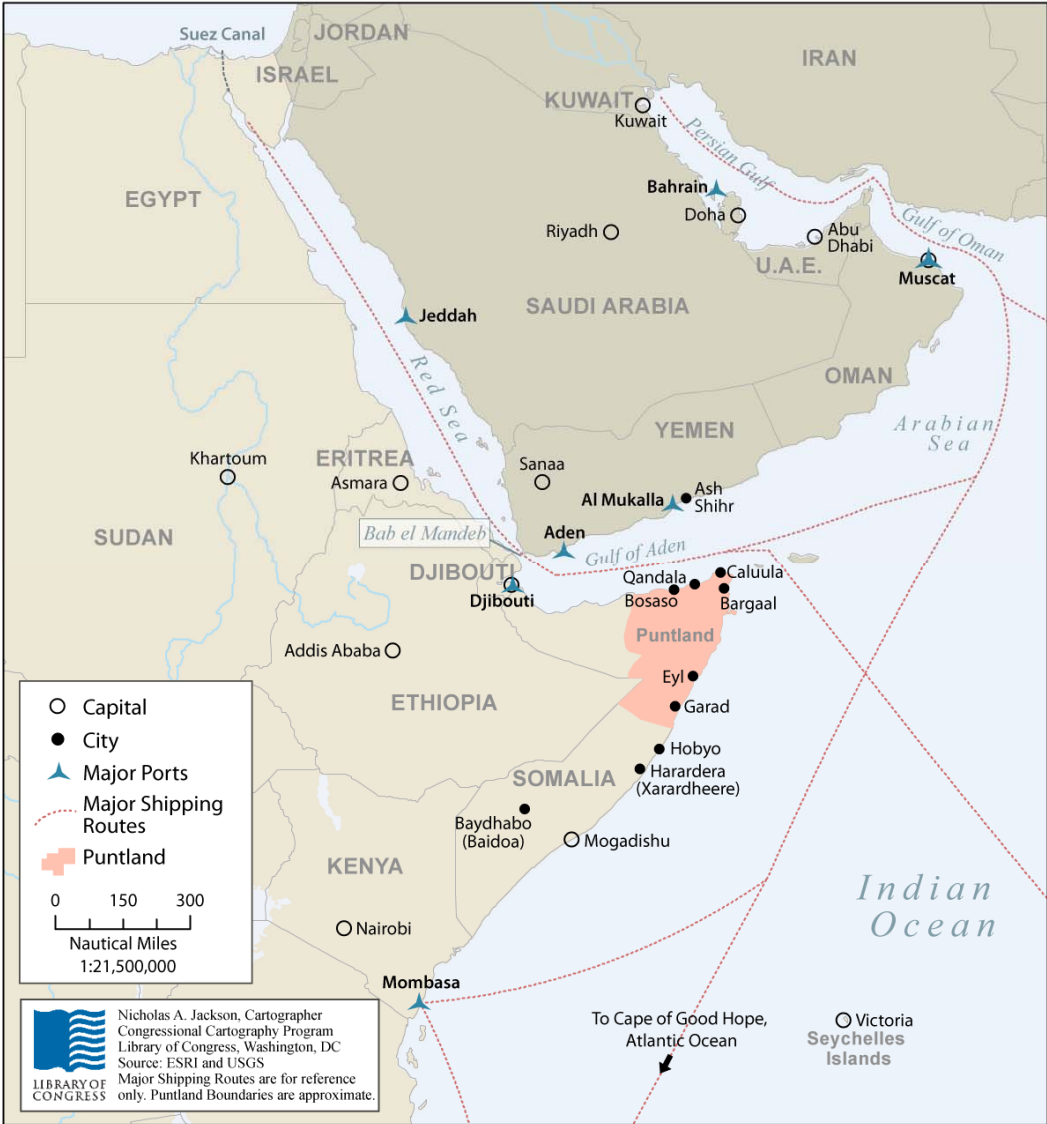 Suez Canal
JORDAN
ISRAEL
IRAN
KUWAIT
Kuwait
Persian Gulf
EGYPT
Bahrain
Doha
Riyadh
Abu
Dhabi
Gulf of Oman
U.A.E.
Muscat
SAUDI ARABIA
Jeddah
Red Sea
OMAN
Arabian
Sea
YEMEN
Khartoum
ERITREA
Asmara
Sanaa
Al Mukalla
Ash
Shihr
SUDAN
Bab el Mandeb
Aden
Gulf of Aden
DJIBOUTI
Djibouti
Qandala
Caluula
Bosaso
Bargaal
Puntland
Addis Ababa
Eyl
ETHIOPIA
Garad
Hobyo
SOMALIA
Harardera
(Xarardheere)
Baydhabo
(Baidoa)
Mogadishu
KENYA
Nairobi
Indian
Ocean
Mombasa
To Cape of Good Hope,
Atlantic Ocean
Victoria
Seychelles
Islands
Capital
City
Major Ports
Major Shipping
Routes
Puntland
0 150 300
Nautical Miles
1:21,500,000
LIBRARY OF
CONGRESS
Nicholas A. Jackson, Cartographer
Congressional Cartography Program
Library of Congress, Washington, DC
Source: ESRI and USGS
Major Shipping Routes are for reference
only. Puntland Boundaries are approximate.